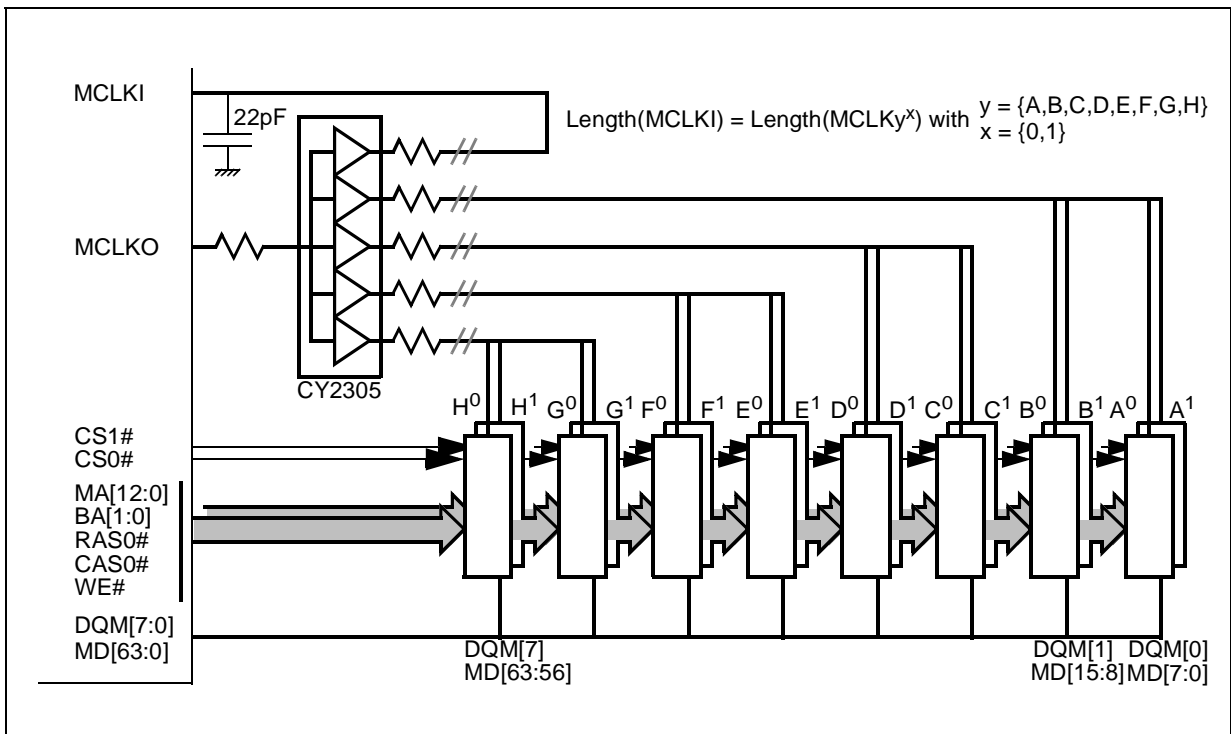 MCLKI
22pF
Length(MCLKI) = Length(MCLKy^x) with y = {A,B,C,D,E,F,G,H}
x = {0,1}
MCLKO
CY2305
H^0 H^1 G^0 G^1 F^0 F^1 E^0 E^1 D^0 D^1 C^0 C^1 B^0 B^1 A^0 A^1
CS1#
CS0#
MA[12:0]
BA[1:0]
RAS0#
CAS0#
WE#
DQM[7:0]
MD[63:0]
DQM[7]
MD[63:56]
DQM[1]
MD[15:8]
DQM[0]
MD[7:0]